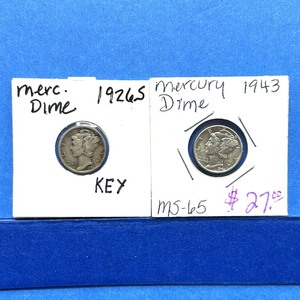 merc. 1926S
Dime
KEY
mercury 1943
Dime
MS-65
$27.00